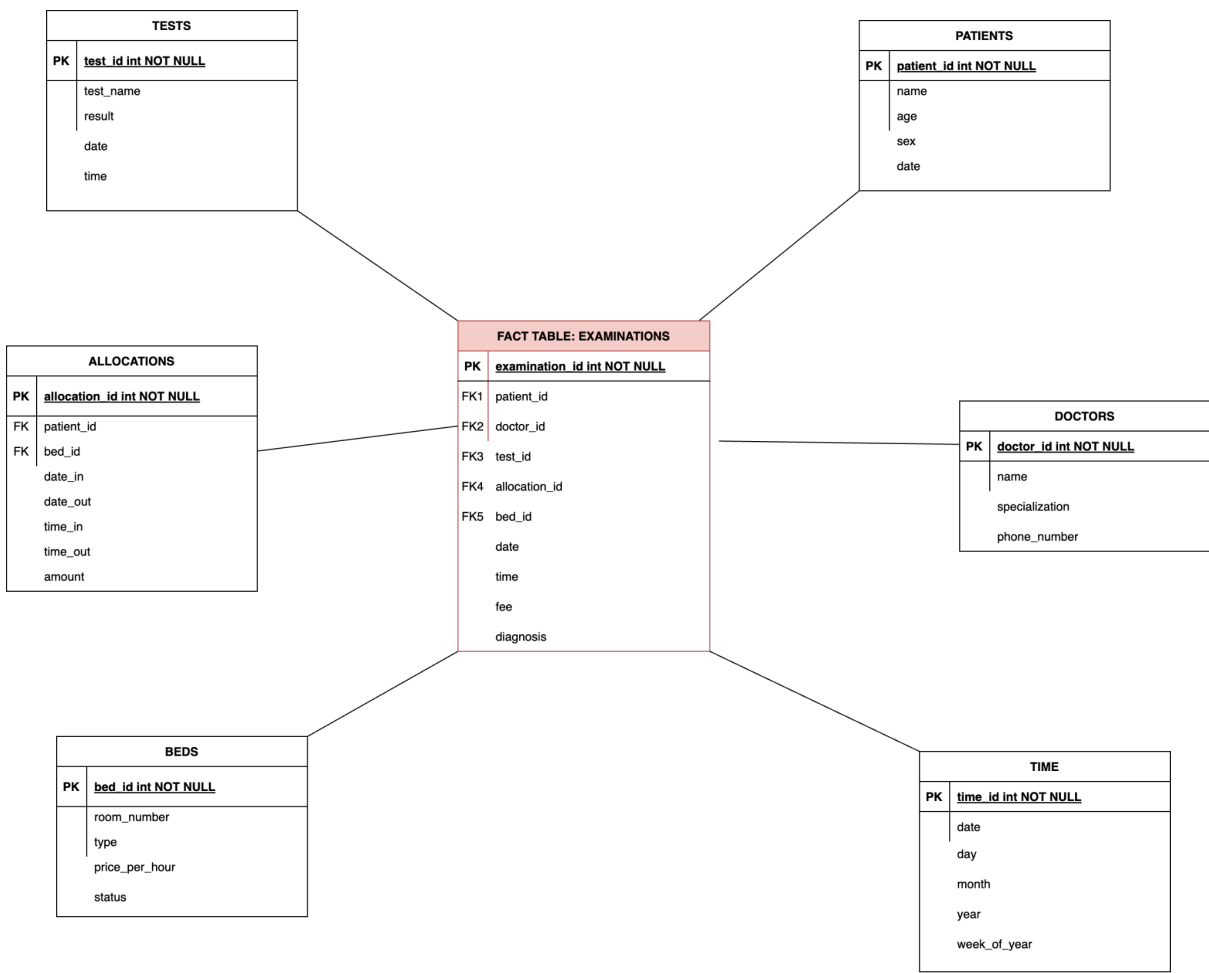 TESTS
PK test_id int NOT NULL
test_name
result
date
time
PATIENTS
PK patient_id int NOT NULL
name
age
sex
date
FACT TABLE: EXAMINATIONS
PK examination_id int NOT NULL
FK1 patient_id
FK2 doctor_id
FK3 test_id
FK4 allocation_id
FK5 bed_id
date
time
fee
diagnosis
ALLOCATIONS
PK allocation_id int NOT NULL
FK patient_id
FK bed_id
date_in
date_out
time_in
time_out
amount
DOCTORS
PK doctor_id int NOT NULL
name
specialization
phone_number
BEDS
PK bed_id int NOT NULL
room_number
type
price_per_hour
status
TIME
PK time_id int NOT NULL
date
day
month
year
week_of_year